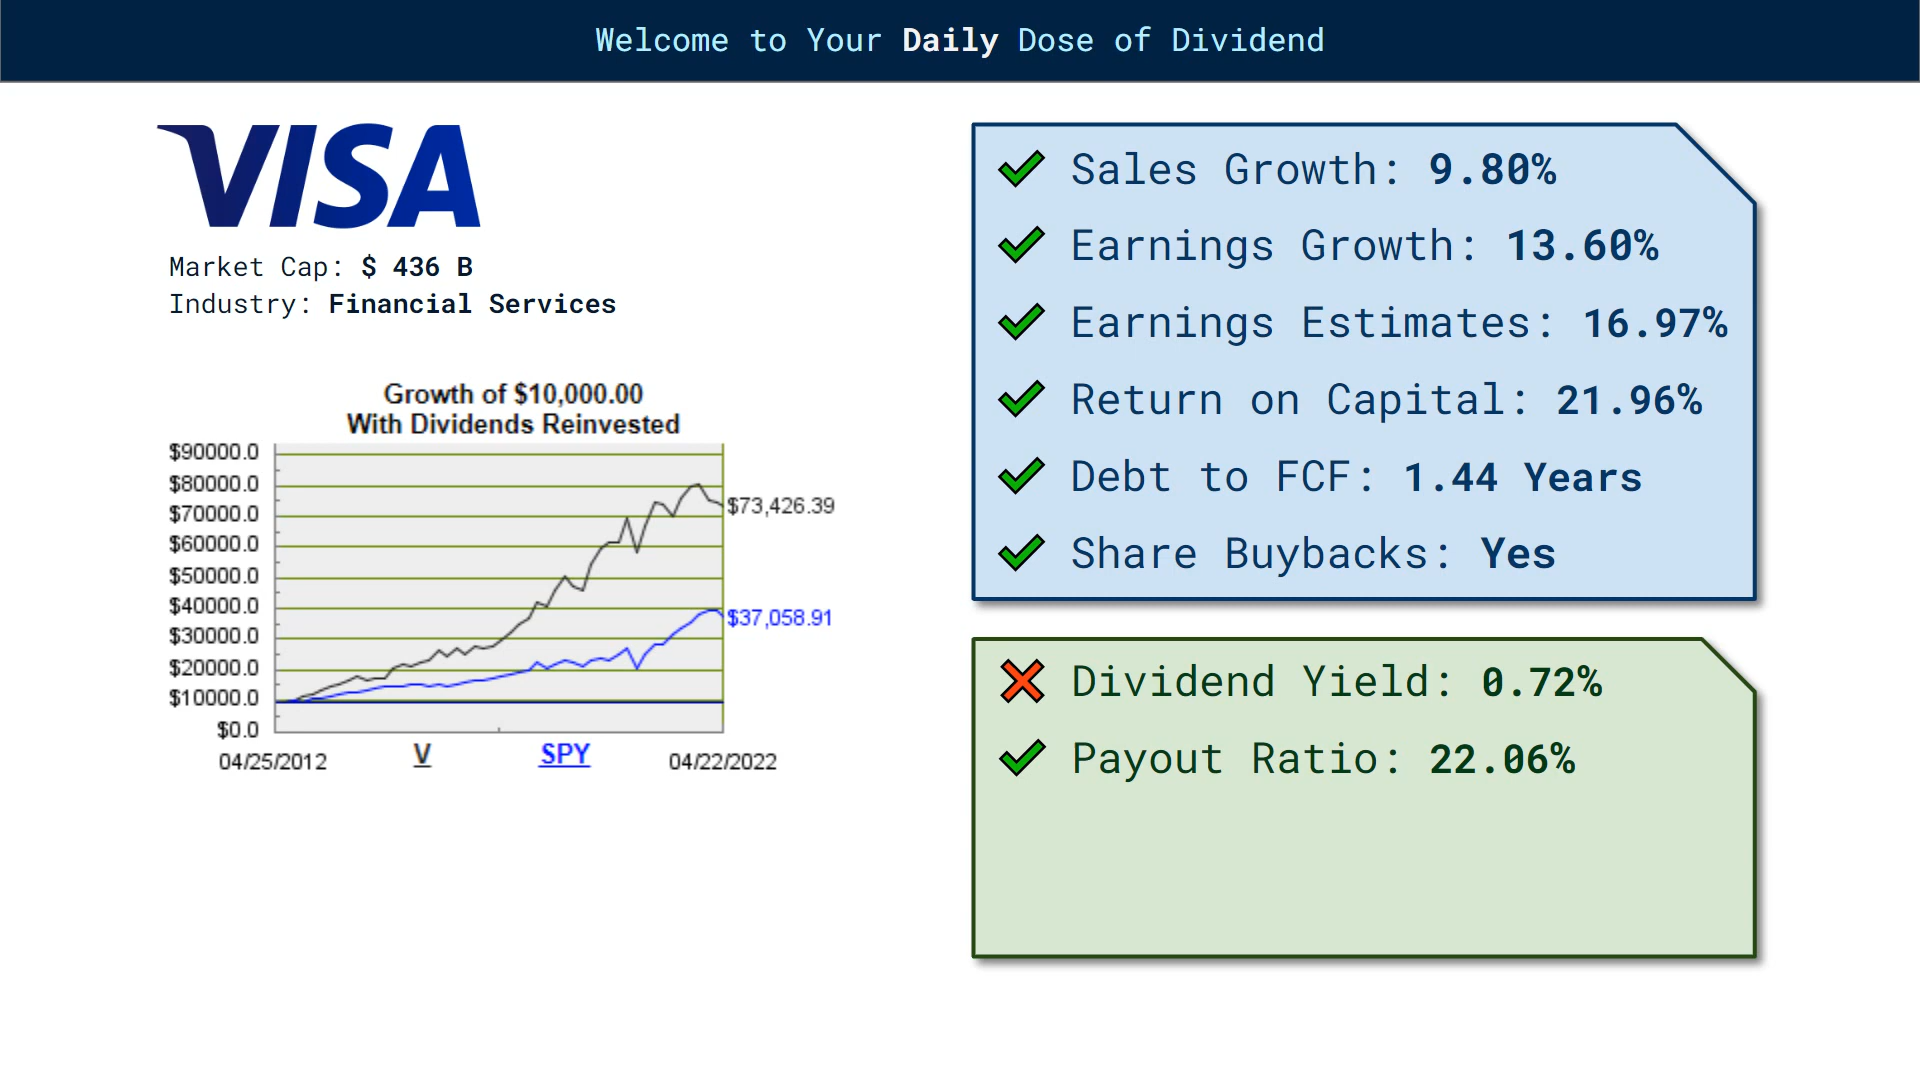 Welcome to Your Daily Dose of Dividend
VISA
Market Cap: $ 436 B
Industry: Financial Services
Growth of $10,000.00
With Dividends Reinvested
$90000.0
$80000.0
$70000.0
$60000.0
$50000.0
$40000.0
$30000.0
$20000.0
$10000.0
$0.0
$73,426.39
$37,058.91
04/25/2012 V SPY 04/22/2022
Sales Growth: 9.80%
Earnings Growth: 13.60%
Earnings Estimates: 16.97%
Return on Capital: 21.96%
Debt to FCF: 1.44 Years
Share Buybacks: Yes
Dividend Yield: 0.72%
Payout Ratio: 22.06%